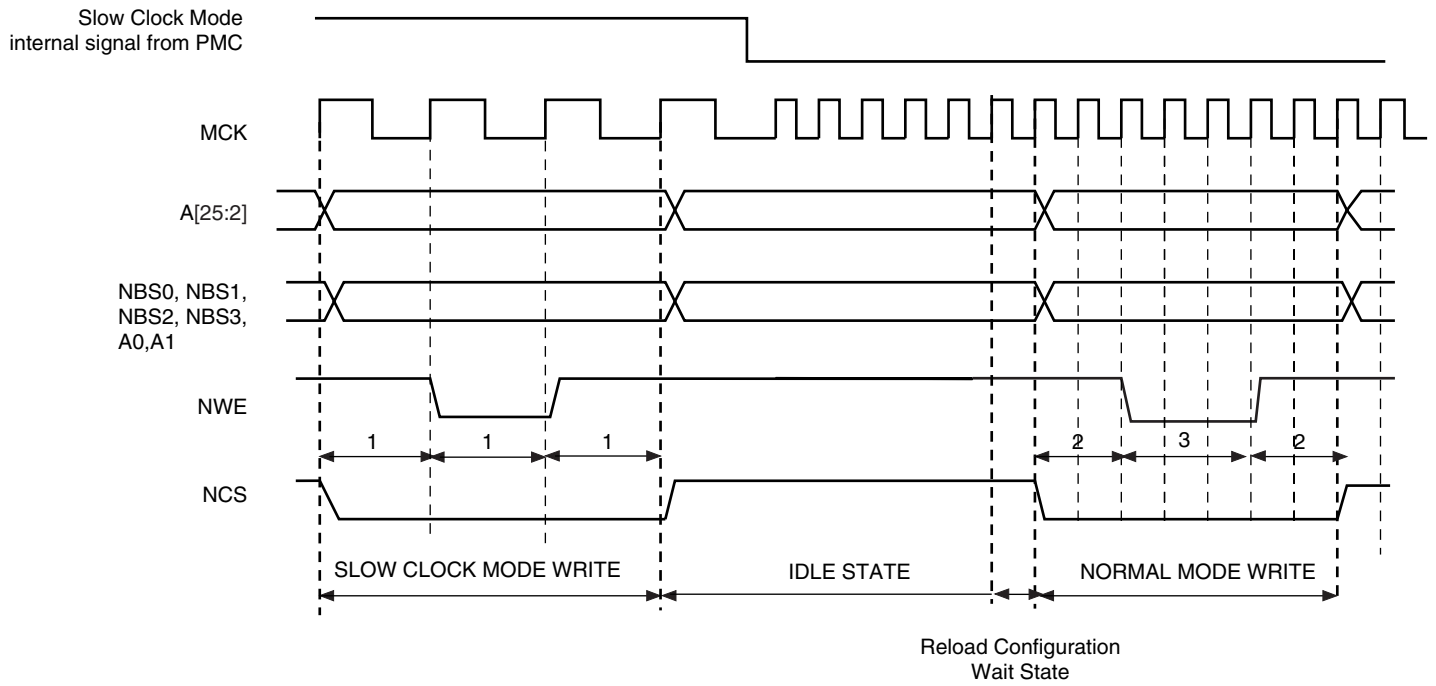 Slow Clock Mode
internal signal from PMC
MCK
A[25:2]
NBS0, NBS1,
NBS2, NBS3,
A0,A1
NWE
1 1 1 2 3 2
NCS
SLOW CLOCK MODE WRITE IDLE STATE NORMAL MODE WRITE
Reload Configuration
Wait State